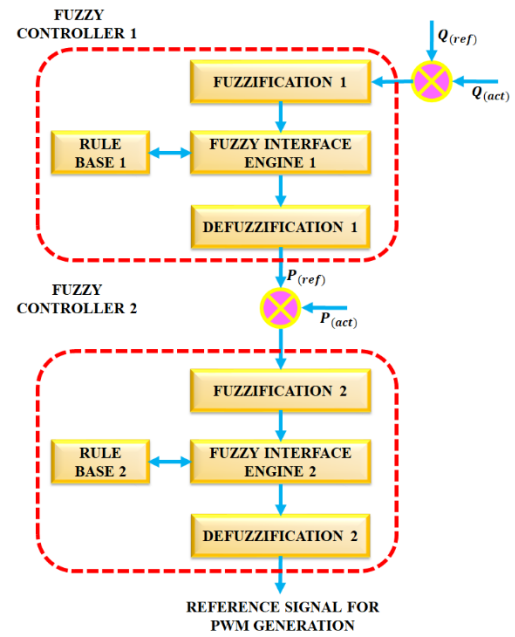 FUZZY
CONTROLLER 1
Q(ref)
Q(act)
FUZZIFICATION 1
RULE
BASE 1
FUZZY INTERFACE
ENGINE 1
DEFUZZIFICATION 1
P(ref)
FUZZY
CONTROLLER 2
P(act)
FUZZIFICATION 2
RULE
BASE 2
FUZZY INTERFACE
ENGINE 2
DEFUZZIFICATION 2
REFERENCE SIGNAL FOR
PWM GENERATION